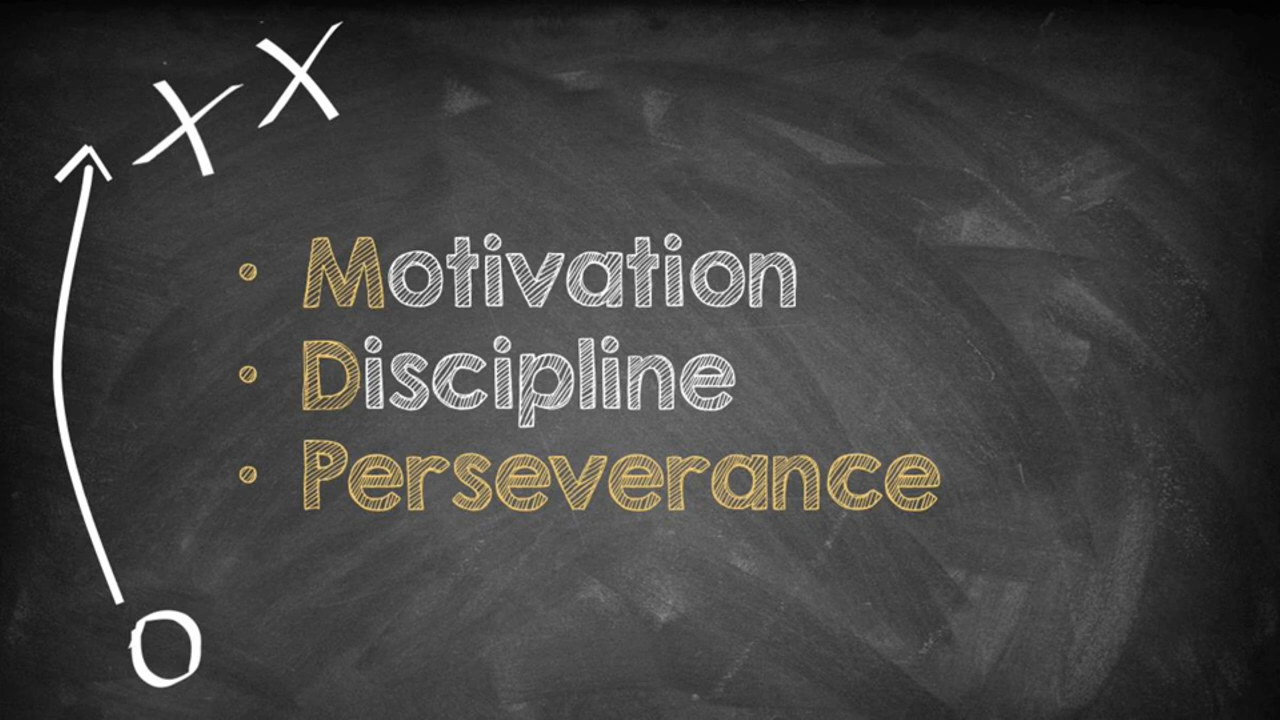 X X
• Motivation
• Discipline
• Perseverance
O